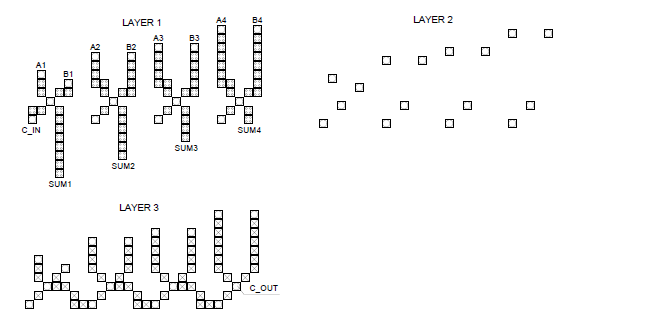 LAYER 1
LAYER 2
A4
B4
A3
B3
A2
B2
A1
B1
C_IN
SUM4
SUM3
SUM2
SUM1
LAYER 3
C_OUT